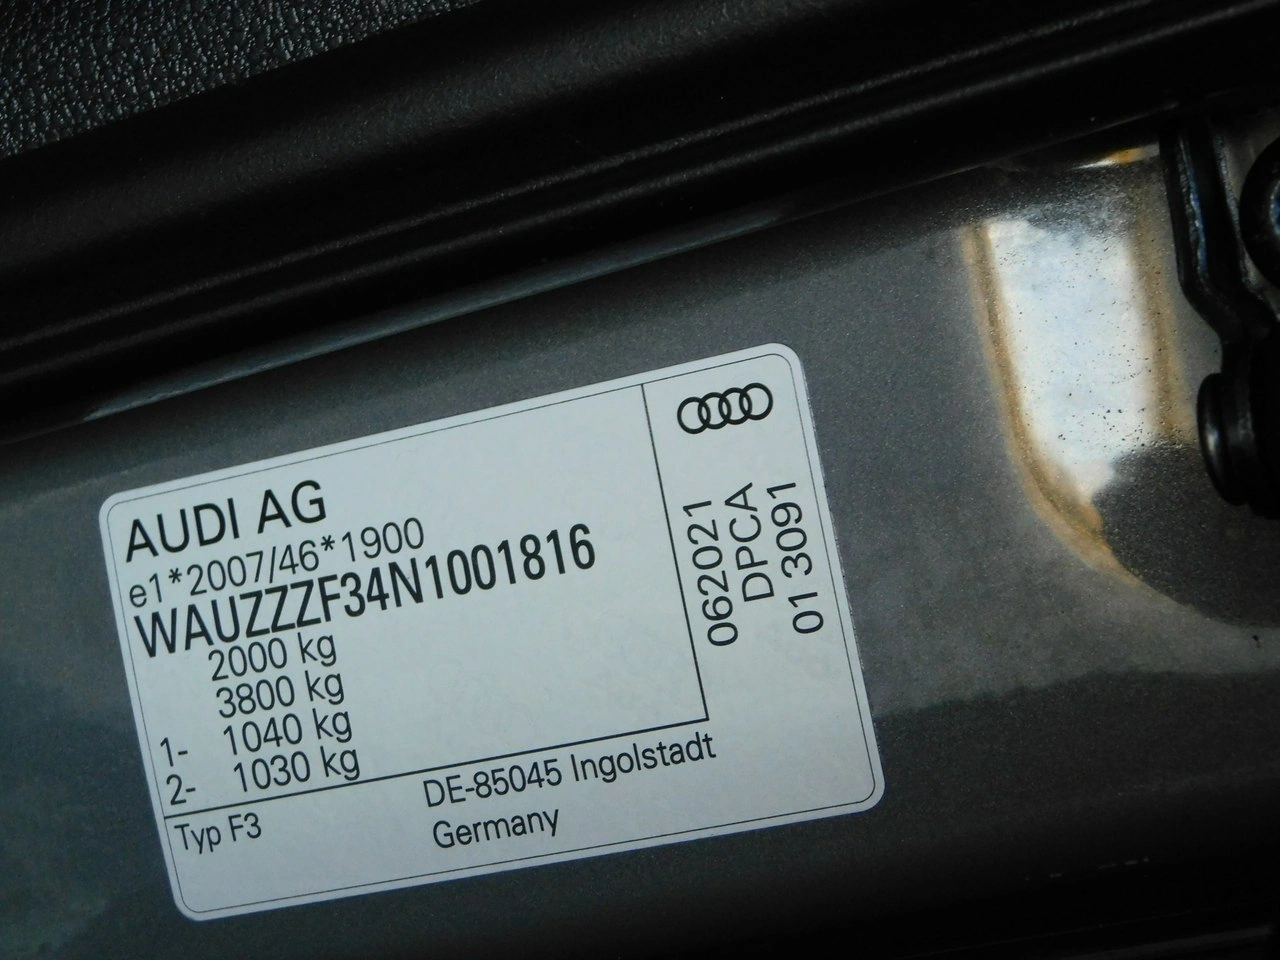 AUDI AG
e1*2007/46*1900
WAUZZZF34N1001816
2000 kg
3800 kg
1- 1040 kg
2- 1030 kg
Typ F3
DE-85045 Ingolstadt
Germany
062021
DPCA
01 3091